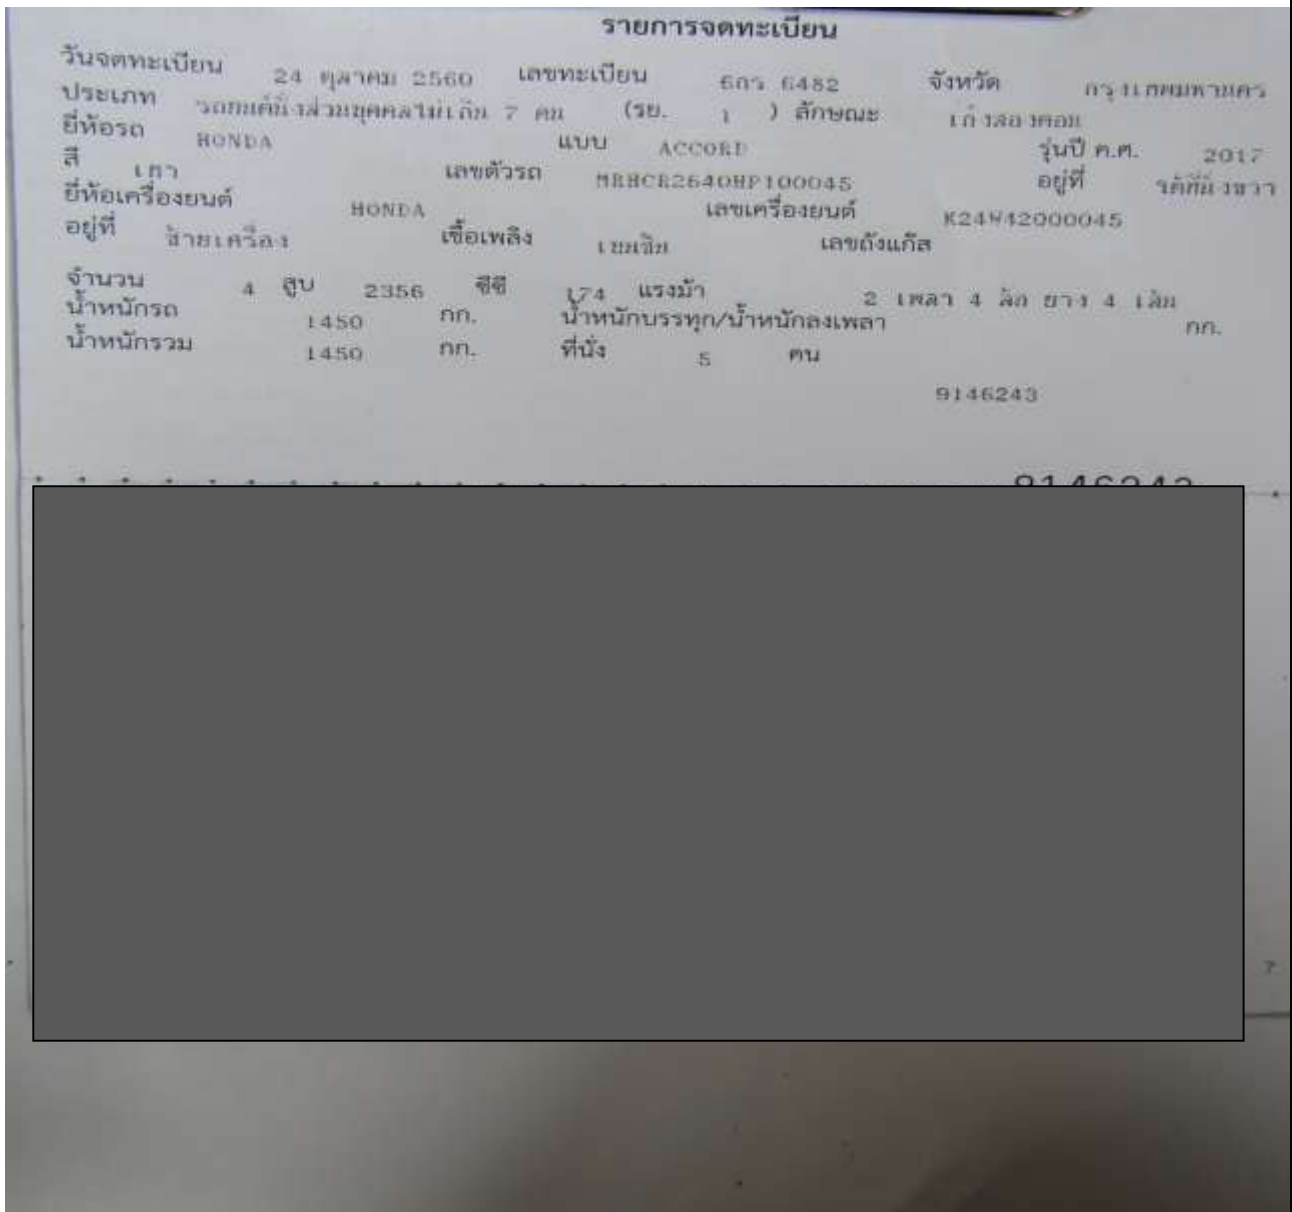 รายการจดทะเบียน
วันจดทะเบียน 24 ตุลาคม 2560 เลขทะเบียน 6กร 6482 จังหวัด กรุงเทพมหานคร
ประเภท รถยนต์นั่งส่วนบุคคลไม่เกิน 7 คน (รย. 1 ) ลักษณะ เก๋งสองตอน
ยี่ห้อรถ HONDA แบบ ACCORD รุ่นปี ค.ศ. 2017
สี เทา เลขตัวรถ MRHCR2640HP100045 อยู่ที่ ใต้ที่นั่งขวา
ยี่ห้อเครื่องยนต์ HONDA เลขเครื่องยนต์ K24W42000045
อยู่ที่ ซ้ายเครื่อง เชื้อเพลิง เบนซิน เลขถังแก๊ส
จำนวน 4 สูบ 2356 ซีซี 174 แรงม้า 2 เพลา 4 ล้อ ยาง 4 เส้น
น้ำหนักรถ 1450 กก. น้ำหนักบรรทุก/น้ำหนักลงเพลา กก.
น้ำหนักรวม 1450 กก. ที่นั่ง 5 คน
9146243
9146243